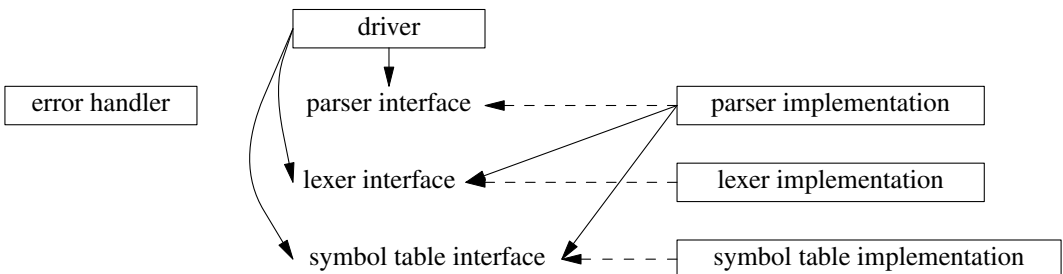 driver
error handler
parser interface
parser implementation
lexer interface
lexer implementation
symbol table interface
symbol table implementation